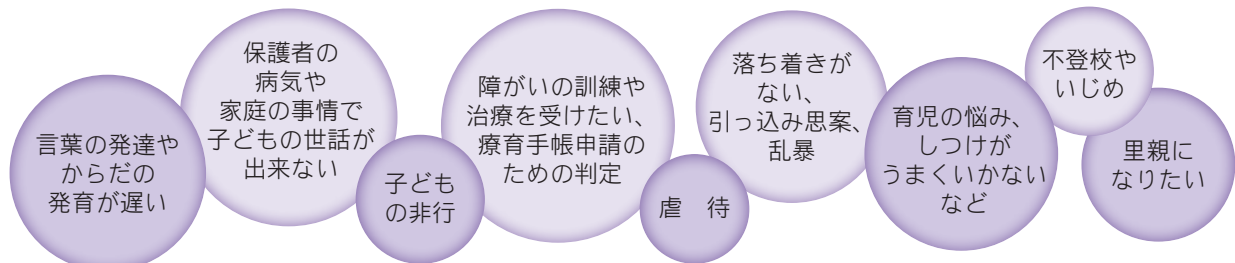 言葉の発達や
からだの
発育が遅い
保護者の
病気や
家庭の事情で
子どもの世話が
出来ない
子ども
の非行
障がいの訓練や
治療を受けたい、
療育手帳申請の
ための判定
虐　待
落ち着きが
ない、
引っ込み思案、
乱暴
育児の悩み、
しつけが
うまくいかない
など
不登校や
いじめ
里親に
なりたい